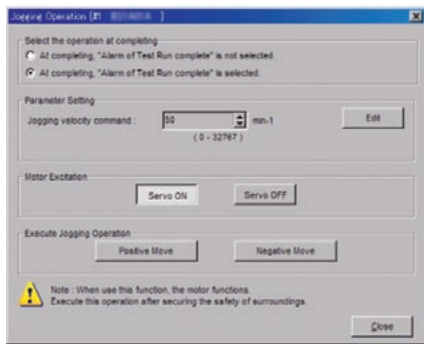 Jogging Operation [#1 ]
Select the operation at completing
At completing, "Alarm of Test Run complete" is not selected.
At completing, "Alarm of Test Run complete" is selected.
Parameter Setting
Jogging velocity command : 50 min-1 Edit
( 0 - 32767 )
Motor Excitation
Servo ON Servo OFF
Execute Jogging Operation
Positive Move Negative Move
Note : When use this function, the motor functions.
Execute this operation after securing the safety of surroundings.
Close